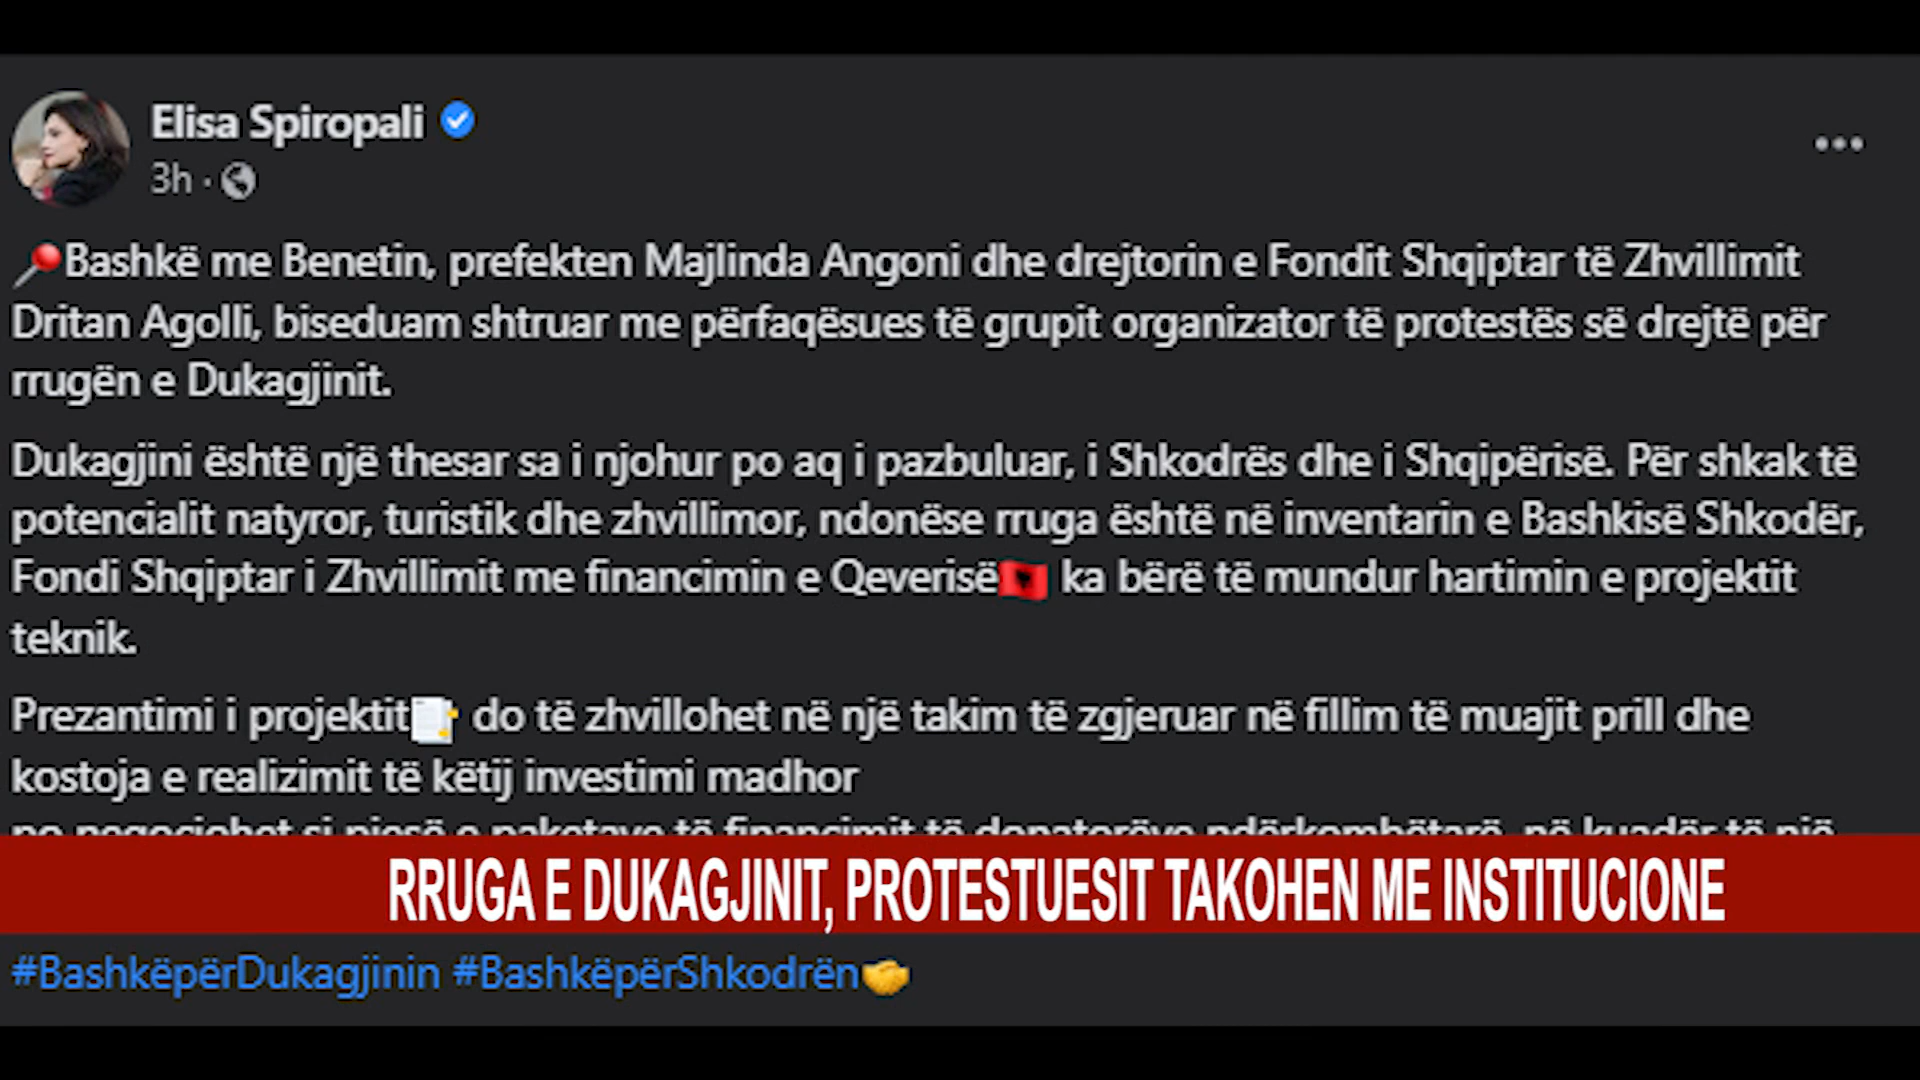 Elisa Spiropali
3h ·
📍Bashkë me Benetin, prefekten Majlinda Angoni dhe drejtorin e Fondit Shqiptar të Zhvillimit
Dritan Agolli, biseduam shtruar me përfaqësues të grupit organizator të protestës së drejtë për
rrugën e Dukagjinit.
Dukagjini është një thesar sa i njohur po aq i pazbuluar, i Shkodrës dhe i Shqipërisë. Për shkak të
potencialit natyror, turistik dhe zhvillimor, ndonëse rruga është në inventarin e Bashkisë Shkodër,
Fondi Shqiptar i Zhvillimit me financimin e Qeverisë🇦🇱 ka bërë të mundur hartimin e projektit
teknik.
Prezantimi i projektit📑 do të zhvillohet në një takim të zgjeruar në fillim të muajit prill dhe
kostoja e realizimit të këtij investimi madhor
po negociohet si pjesë e paketave të financimit të donatorëve ndërkombëtarë, në kuadër të një
RRUGA E DUKAGJINIT, PROTESTUESIT TAKOHEN ME INSTITUCIONE
#BashkëpërDukagjinin #BashkëpërShkodrën🤝